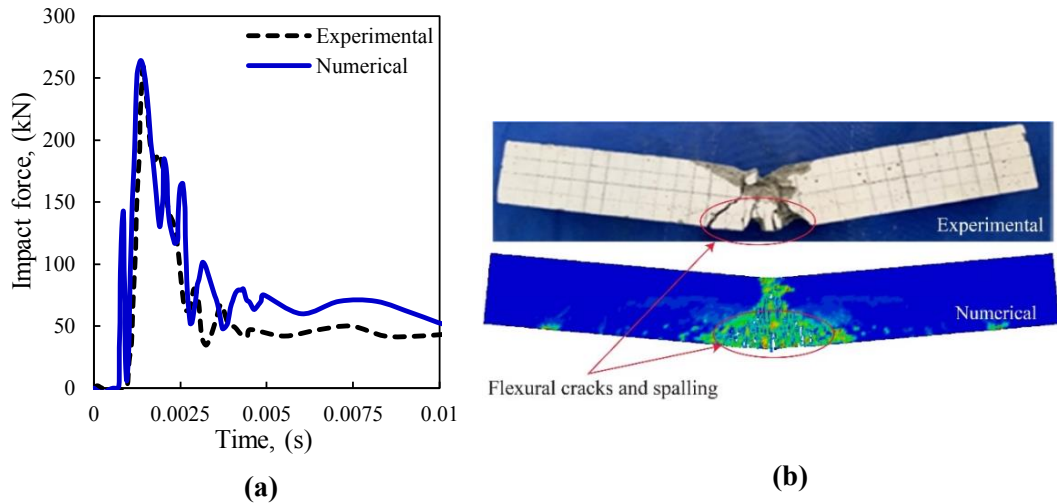 300
250
200
150
100
50
0
Impact force, (kN)
Experimental
Numerical
0
0.0025
0.005
0.0075
0.01
Time, (s)
(a)
Experimental
Numerical
Flexural cracks and spalling
(b)